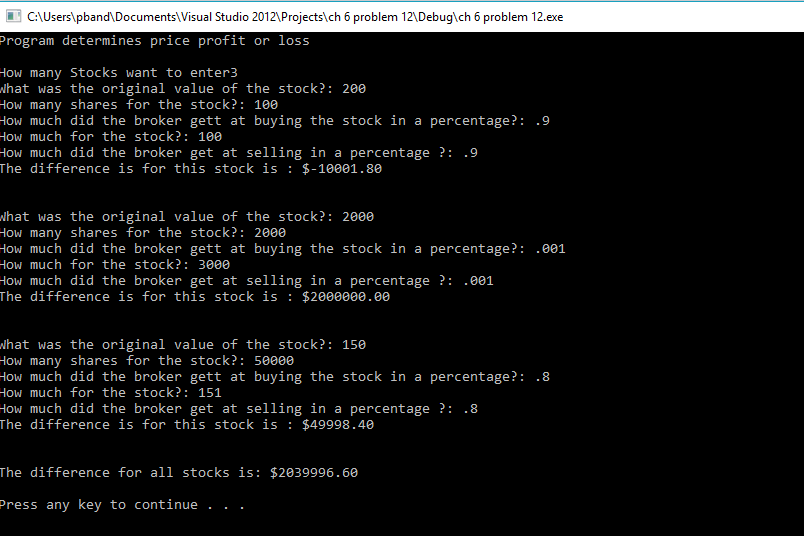 C:\Users\pband\Documents\Visual Studio 2012\Projects\ch 6 problem 12\Debug\ch 6 problem 12.exe
Program determines price profit or loss
How many Stocks want to enter3
What was the original value of the stock?: 200
How many shares for the stock?: 100
How much did the broker gett at buying the stock in a percentage?: .9
How much for the stock?: 100
How much did the broker get at selling in a percentage ?: .9
The difference is for this stock is : $-10001.80
What was the original value of the stock?: 2000
How many shares for the stock?: 2000
How much did the broker gett at buying the stock in a percentage?: .001
How much for the stock?: 3000
How much did the broker get at selling in a percentage ?: .001
The difference is for this stock is : $2000000.00
What was the original value of the stock?: 150
How many shares for the stock?: 50000
How much did the broker gett at buying the stock in a percentage?: .8
How much for the stock?: 151
How much did the broker get at selling in a percentage ?: .8
The difference is for this stock is : $49998.40
The difference for all stocks is: $2039996.60
Press any key to continue . . .